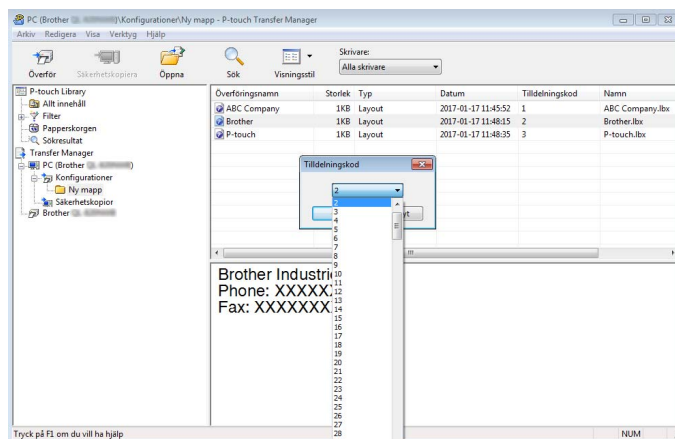 PC (Brother )\Konfigurationer\Ny mapp - P-touch Transfer Manager
Arkiv Redigera Visa Verktyg Hjälp
Skrivare:
Alla skrivare
Överför Säkerhetskopiera Öppna Sök Visningsstil
P-touch Library
Allt innehåll
Filter
Papperskorgen
Sökresultat
Transfer Manager
PC (Brother )
Konfigurationer
Ny mapp
Säkerhetskopior
Brother
Överföringsnamn Storlek Typ Datum Tilldelningskod Namn
ABC Company 1KB Layout 2017-01-17 11:45:52 1 ABC Company.lbx
Brother 1KB Layout 2017-01-17 11:48:15 2 Brother.lbx
P-touch 1KB Layout 2017-01-17 11:48:35 3 P-touch.lbx
Tilldelningskod
2
2
3
4
5
6
7
8
9
10
11
12
13
14
15
16
17
18
19
20
21
22
23
24
25
26
27
28
Brother Industri
Phone: XXXXX
Fax: XXXXXXX
Tryck på F1 om du vill ha hjälp
NUM